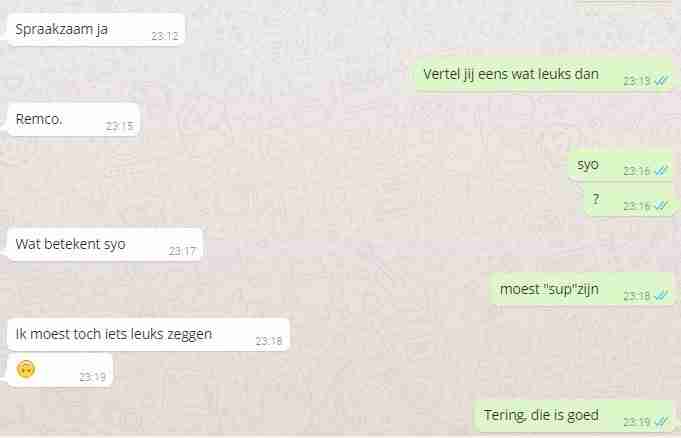 Spraakzaam ja 23:12
Vertel jij eens wat leuks dan 23:13
Remco. 23:15
syo 23:16
? 23:16
Wat betekent syo 23:17
moest "sup"zijn 23:18
Ik moest toch iets leuks zeggen 23:18
🙃 23:19
Tering, die is goed 23:19